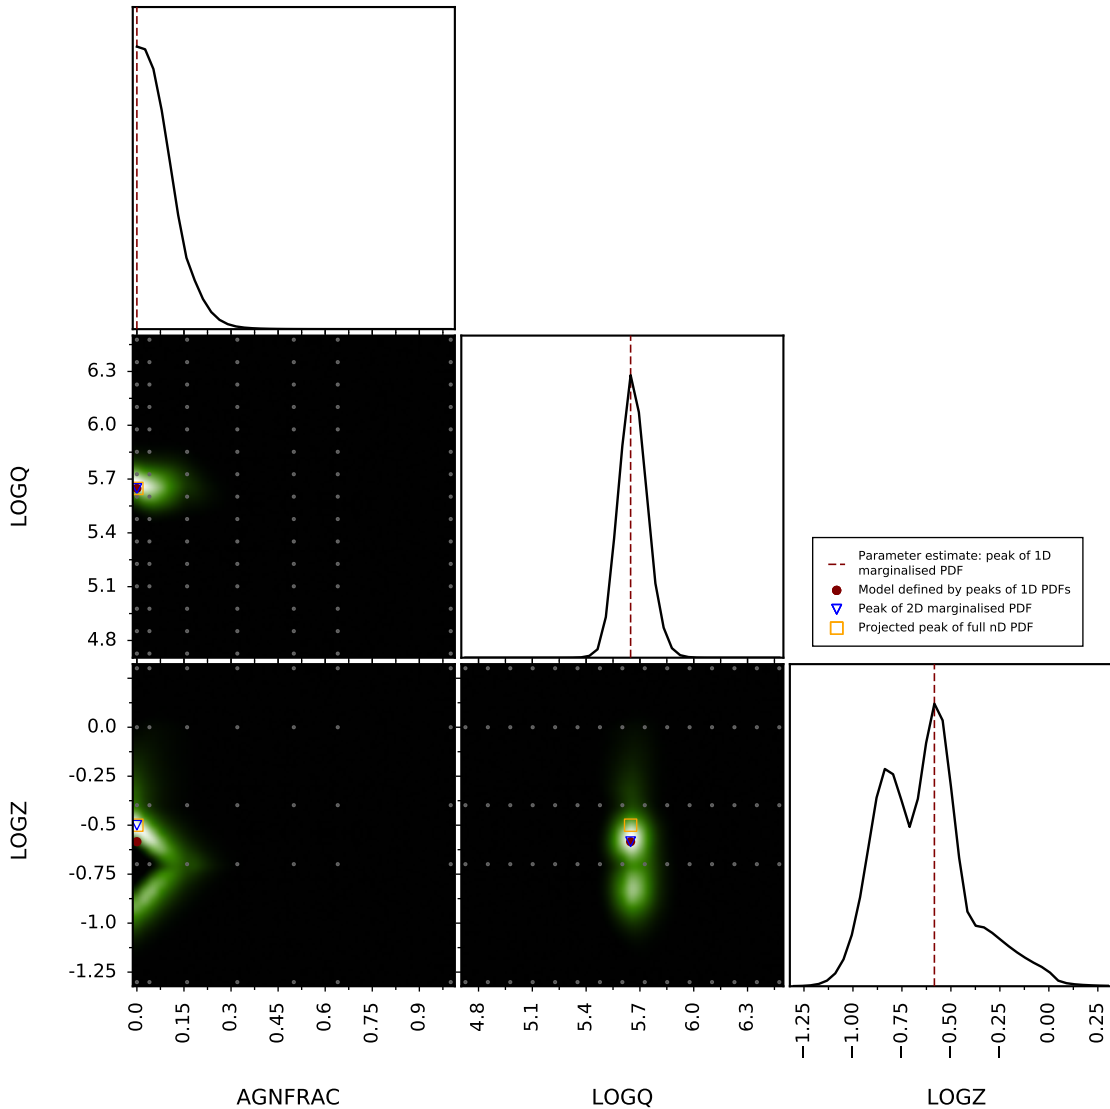 6.3
6.0
5.7
5.4
5.1
4.8
LOGQ
Parameter estimate: peak of 1D
marginalised PDF
Model defined by peaks of 1D PDFs
Peak of 2D marginalised PDF
Projected peak of full nD PDF
0.0
-0.25
-0.5
-0.75
-1.0
-1.25
LOGZ
0.0 0.15 0.3 0.45 0.6 0.75 0.9
4.8 5.1 5.4 5.7 6.0 6.3
−1.25 −1.00 −0.75 −0.50 −0.25 0.00 0.25
AGNFRAC LOGQ LOGZ